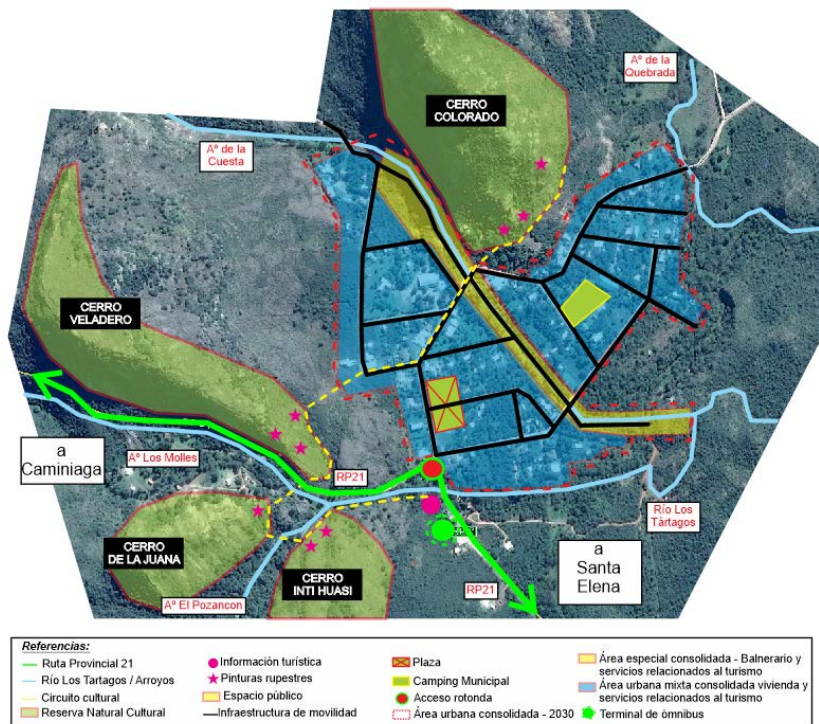 Aº de la
Quebrada
CERRO
COLORADO
Aº de la
Cuesta
CERRO
VELADERO
a
Caminiaga
Aº Los Molles
RP21
Río Los
Tàrtagos
CERRO
DE LA JUANA
CERRO
INTI HUASI
a
Santa
Elena
Aº El Pozancon
RP21
Referencias:
Ruta Provincial 21
Río Los Tartagos / Arroyos
Circuito cultural
Reserva Natural Cultural
Información turística
Pinturas rupestres
Espacio público
Infraestructura de movilidad
Plaza
Camping Municipal
Acceso rotonda
Área urbana consolidada - 2030
Área especial consolidada - Balnerario y
servicios relacionados al turismo
Área urbana mixta consolidada vivienda y
servicios relacionados al turismo
Terminal de ómnibus